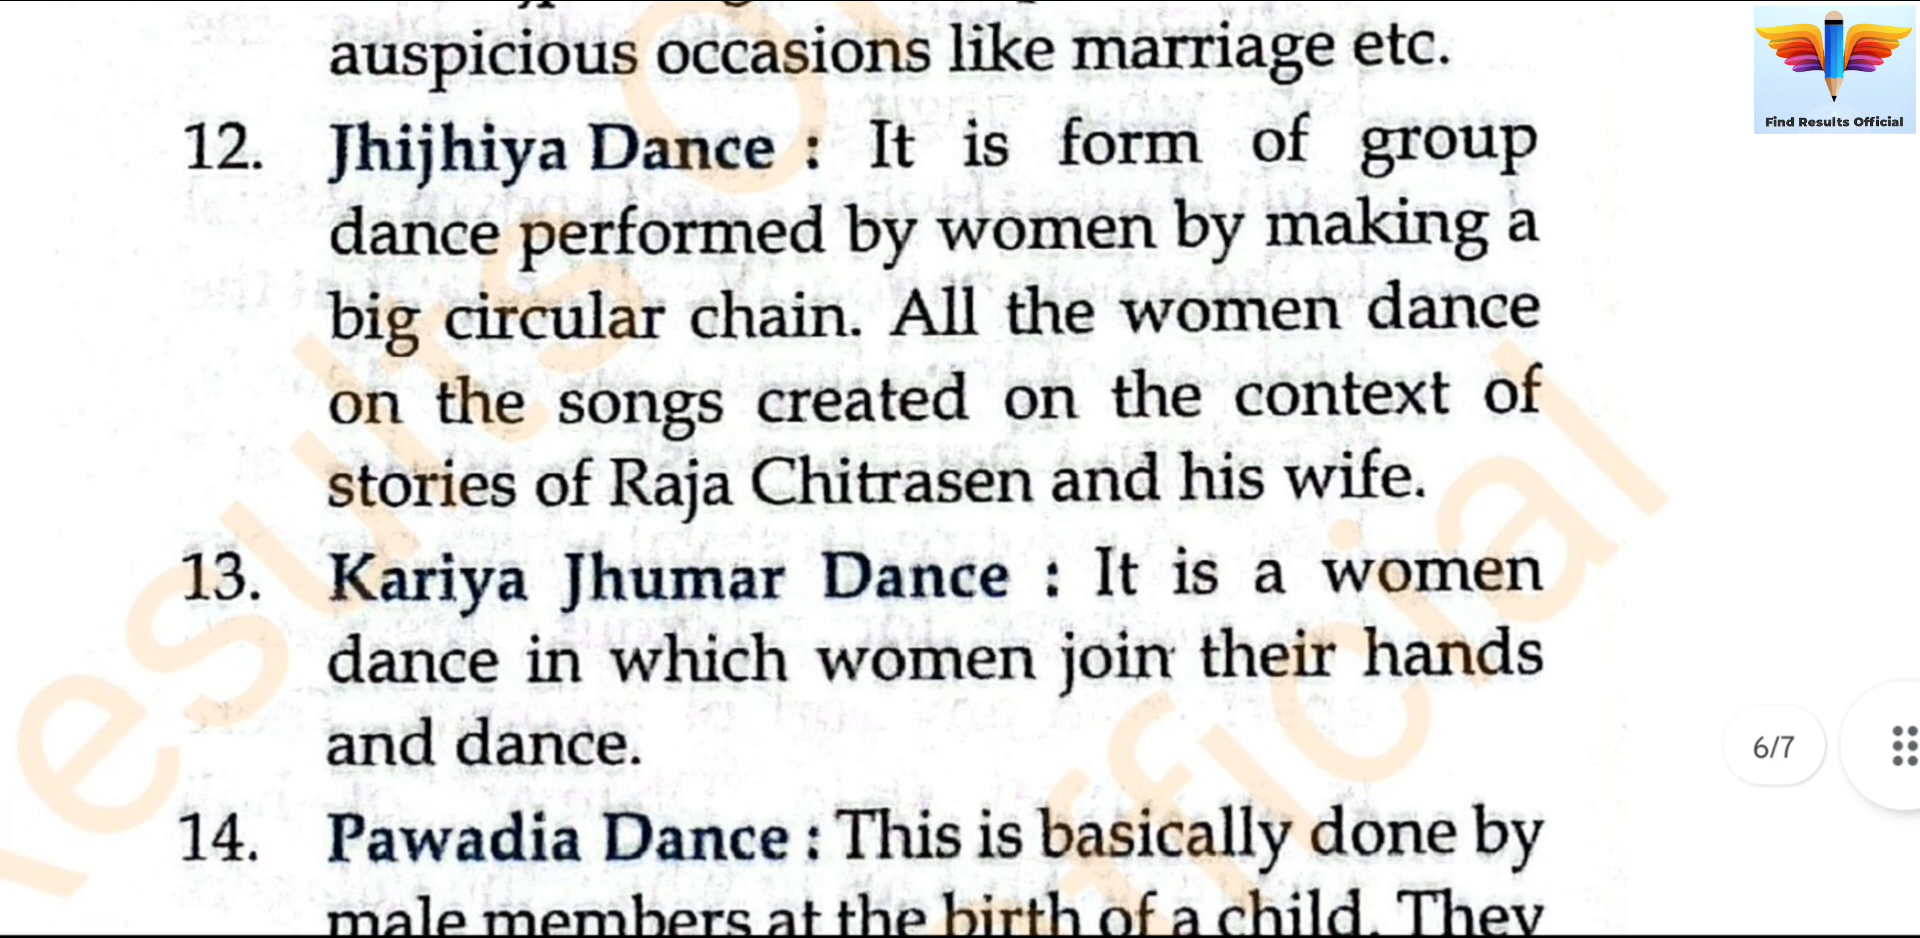 auspicious occasions like marriage etc.
12. Jhijhiya Dance : It is form of group
dance performed by women by making a
big circular chain. All the women dance
on the songs created on the context of
stories of Raja Chitrasen and his wife.
13. Kariya Jhumar Dance : It is a women
dance in which women join their hands
and dance.
14. Pawadia Dance : This is basically done by
male members at the birth of a child. They
Find Results Official
6/7
esults Official